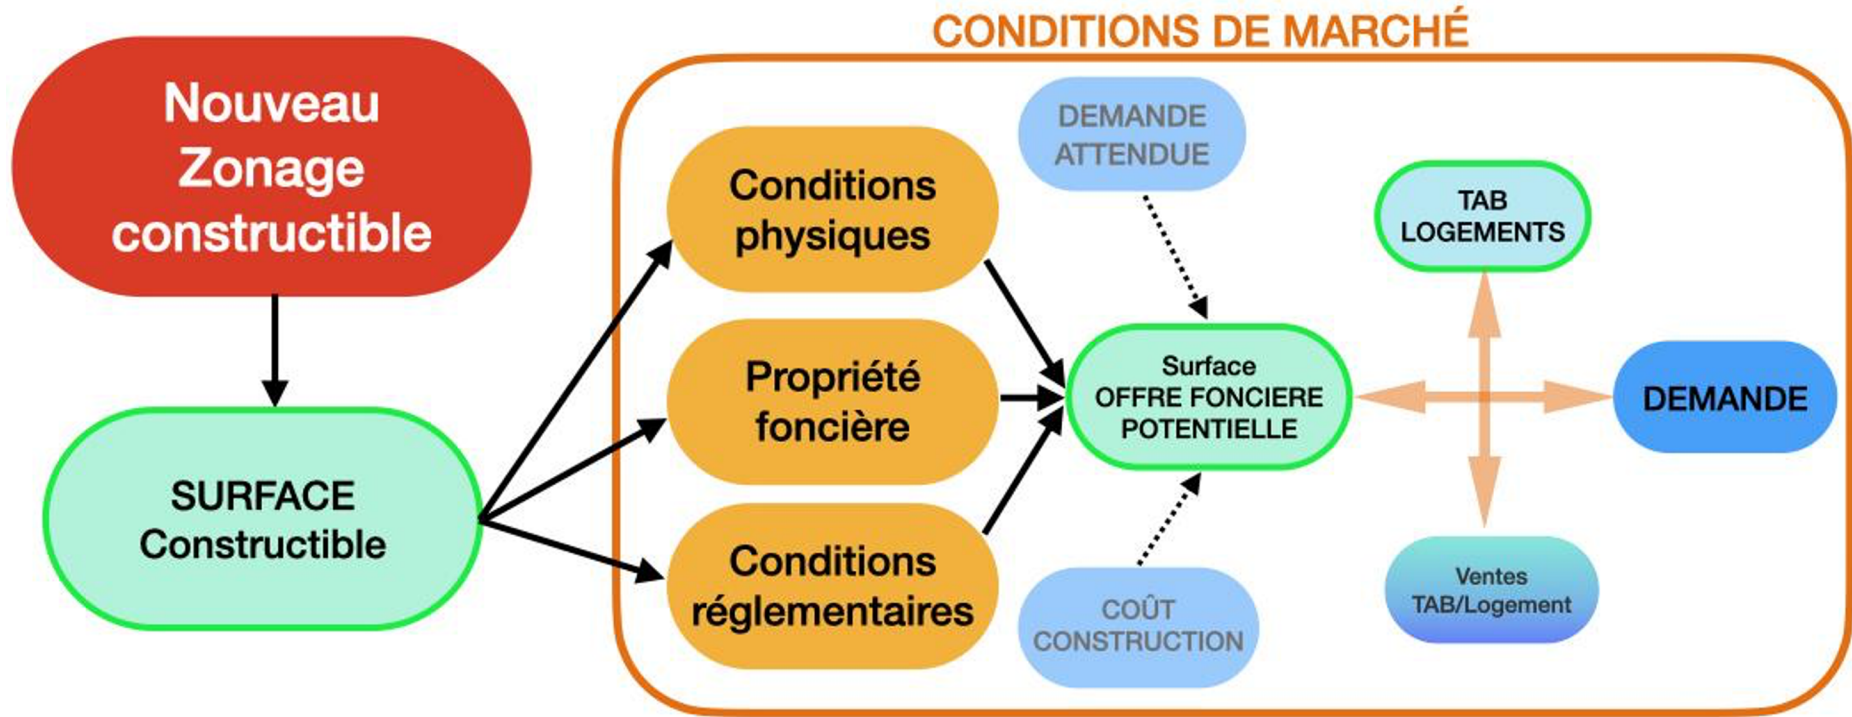 CONDITIONS DE MARCHÉ
Nouveau
Zonage
constructible
SURFACE
Constructible
Conditions
physiques
Propriété
foncière
Conditions
réglementaires
DEMANDE
ATTENDUE
Surface
OFFRE FONCIERE
POTENTIELLE
COÛT
CONSTRUCTION
TAB
LOGEMENTS
DEMANDE
Ventes
TAB/Logement